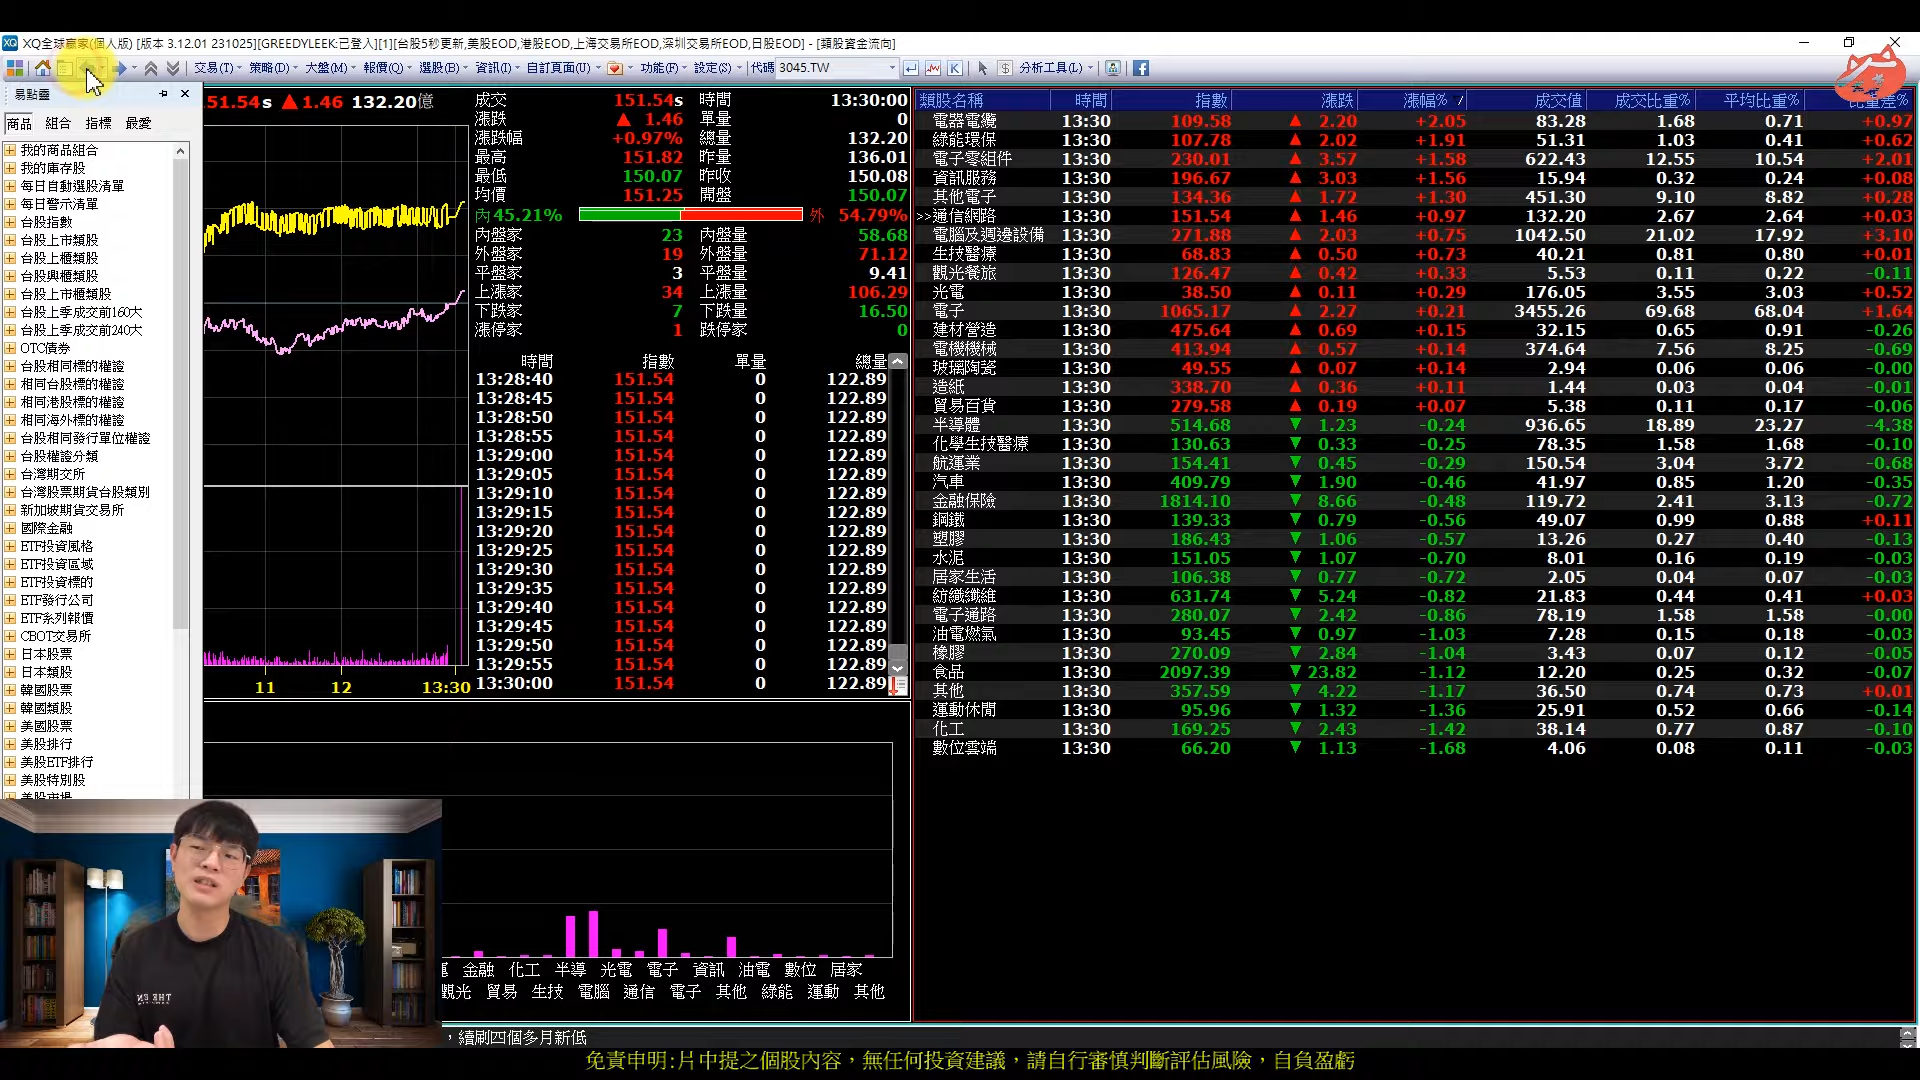 XQ全球贏家(個人版) [版本 3.12.01 231025][GREEDYLEEK:已登入][1][台股5秒更新,美股EOD,港股EOD,上海交易所EOD,深圳交易所EOD,日股EOD] - [類股資金流向]
交易(T) 策略(D) 大盤(M) 報價(Q) 選股(B) 資訊(I) 自訂頁面(U) 功能(F) 設定(S) 代碼 3045.TW 分析工具(L)
易點靈
商品 組合 指標 最愛
我的商品組合
我的庫存股
每日自動選股清單
每日警示清單
台股指數
台股上市類股
台股上櫃類股
台股興櫃類股
台股上市櫃類股
台股上季成交前160大
台股上季成交前240大
OTC債券
台股相同標的權證
相同台股標的權證
相同港股標的權證
相同海外標的權證
台股相同發行單位權證
台股權證分類
台灣期交所
台灣股票期貨台股類別
新加坡期貨交易所
國際金融
ETF投資風格
ETF投資區域
ETF投資標的
ETF發行公司
ETF系列報價
CBOT交易所
日本股票
日本類股
韓國股票
韓國類股
美國股票
美股排行
美股ETF排行
美股特別股
美股市場
51.54s ▲1.46 132.20億
11 12 13:30
成交 151.54s 時間 13:30:00
漲跌 ▲ 1.46 單量 0
漲跌幅 +0.97% 總量 132.20
最高 151.82 昨量 136.01
最低 150.07 昨收 150.08
均價 151.25 開盤 150.07
內 45.21% 外 54.79%
內盤家 23 內盤量 58.68
外盤家 19 外盤量 71.12
平盤家 3 平盤量 9.41
上漲家 34 上漲量 106.29
下跌家 7 下跌量 16.50
漲停家 1 跌停家 0
時間 指數 單量 總量
13:28:40 151.54 0 122.89
13:28:45 151.54 0 122.89
13:28:50 151.54 0 122.89
13:28:55 151.54 0 122.89
13:29:00 151.54 0 122.89
13:29:05 151.54 0 122.89
13:29:10 151.54 0 122.89
13:29:15 151.54 0 122.89
13:29:20 151.54 0 122.89
13:29:25 151.54 0 122.89
13:29:30 151.54 0 122.89
13:29:35 151.54 0 122.89
13:29:40 151.54 0 122.89
13:29:45 151.54 0 122.89
13:29:50 151.54 0 122.89
13:29:55 151.54 0 122.89
13:30:00 151.54 0 122.89
類股名稱 時間 指數 漲跌 漲幅% 成交值 成交比重% 平均比重% 比重差%
電器電纜 13:30 109.58 ▲ 2.20 +2.05 83.28 1.68 0.71 +0.97
綠能環保 13:30 107.78 ▲ 2.02 +1.91 51.31 1.03 0.41 +0.62
電子零組件 13:30 230.01 ▲ 3.57 +1.58 622.43 12.55 10.54 +2.01
資訊服務 13:30 196.67 ▲ 3.03 +1.56 15.94 0.32 0.24 +0.08
其他電子 13:30 134.36 ▲ 1.72 +1.30 451.30 9.10 8.82 +0.28
>>通信網路 13:30 151.54 ▲ 1.46 +0.97 132.20 2.67 2.64 +0.03
電腦及週邊設備 13:30 271.88 ▲ 2.03 +0.75 1042.50 21.02 17.92 +3.10
生技醫療 13:30 68.83 ▲ 0.50 +0.73 40.21 0.81 0.80 +0.01
觀光餐旅 13:30 126.47 ▲ 0.42 +0.33 5.53 0.11 0.22 -0.11
光電 13:30 38.50 ▲ 0.11 +0.29 176.05 3.55 3.03 +0.52
電子 13:30 1065.17 ▲ 2.27 +0.21 3455.26 69.68 68.04 +1.64
建材營造 13:30 475.64 ▲ 0.69 +0.15 32.15 0.65 0.91 -0.26
電機機械 13:30 413.94 ▲ 0.57 +0.14 374.64 7.56 8.25 -0.69
玻璃陶瓷 13:30 49.55 ▲ 0.07 +0.14 2.94 0.06 0.06 -0.00
造紙 13:30 338.70 ▲ 0.36 +0.11 1.44 0.03 0.04 -0.01
貿易百貨 13:30 279.58 ▲ 0.19 +0.07 5.38 0.11 0.17 -0.06
半導體 13:30 514.68 ▼ 1.23 -0.24 936.65 18.89 23.27 -4.38
化學生技醫療 13:30 130.63 ▼ 0.33 -0.25 78.35 1.58 1.68 -0.10
航運業 13:30 154.41 ▼ 0.45 -0.29 150.54 3.04 3.72 -0.68
汽車 13:30 409.79 ▼ 1.90 -0.46 41.97 0.85 1.20 -0.35
金融保險 13:30 1814.10 ▼ 8.66 -0.48 119.72 2.41 3.13 -0.72
鋼鐵 13:30 139.33 ▼ 0.79 -0.56 49.07 0.99 0.88 +0.11
塑膠 13:30 186.43 ▼ 1.06 -0.57 13.26 0.27 0.40 -0.13
水泥 13:30 151.05 ▼ 1.07 -0.70 8.01 0.16 0.19 -0.03
居家生活 13:30 106.38 ▼ 0.77 -0.72 2.05 0.04 0.07 -0.03
紡織纖維 13:30 631.74 ▼ 5.24 -0.82 21.83 0.44 0.41 +0.03
電子通路 13:30 280.07 ▼ 2.42 -0.86 78.19 1.58 1.58 -0.00
油電燃氣 13:30 93.45 ▼ 0.97 -1.03 7.28 0.15 0.18 -0.03
橡膠 13:30 270.09 ▼ 2.84 -1.04 3.43 0.07 0.12 -0.05
食品 13:30 2097.39 ▼ 23.82 -1.12 12.20 0.25 0.32 -0.07
其他 13:30 357.59 ▼ 4.22 -1.17 36.50 0.74 0.73 +0.01
運動休閒 13:30 95.96 ▼ 1.32 -1.36 25.91 0.52 0.66 -0.14
化工 13:30 169.25 ▼ 2.43 -1.42 38.14 0.77 0.87 -0.10
數位雲端 13:30 66.20 ▼ 1.13 -1.68 4.06 0.08 0.11 -0.03
金融 化工 半導 光電 電子 資訊 油電 數位 居家
觀光 貿易 生技 電腦 通信 電子 其他 綠能 運動 其他
，續刷四個多月新低
免責申明:片中提之個股內容，無任何投資建議，請自行審慎判斷評估風險，自負盈虧